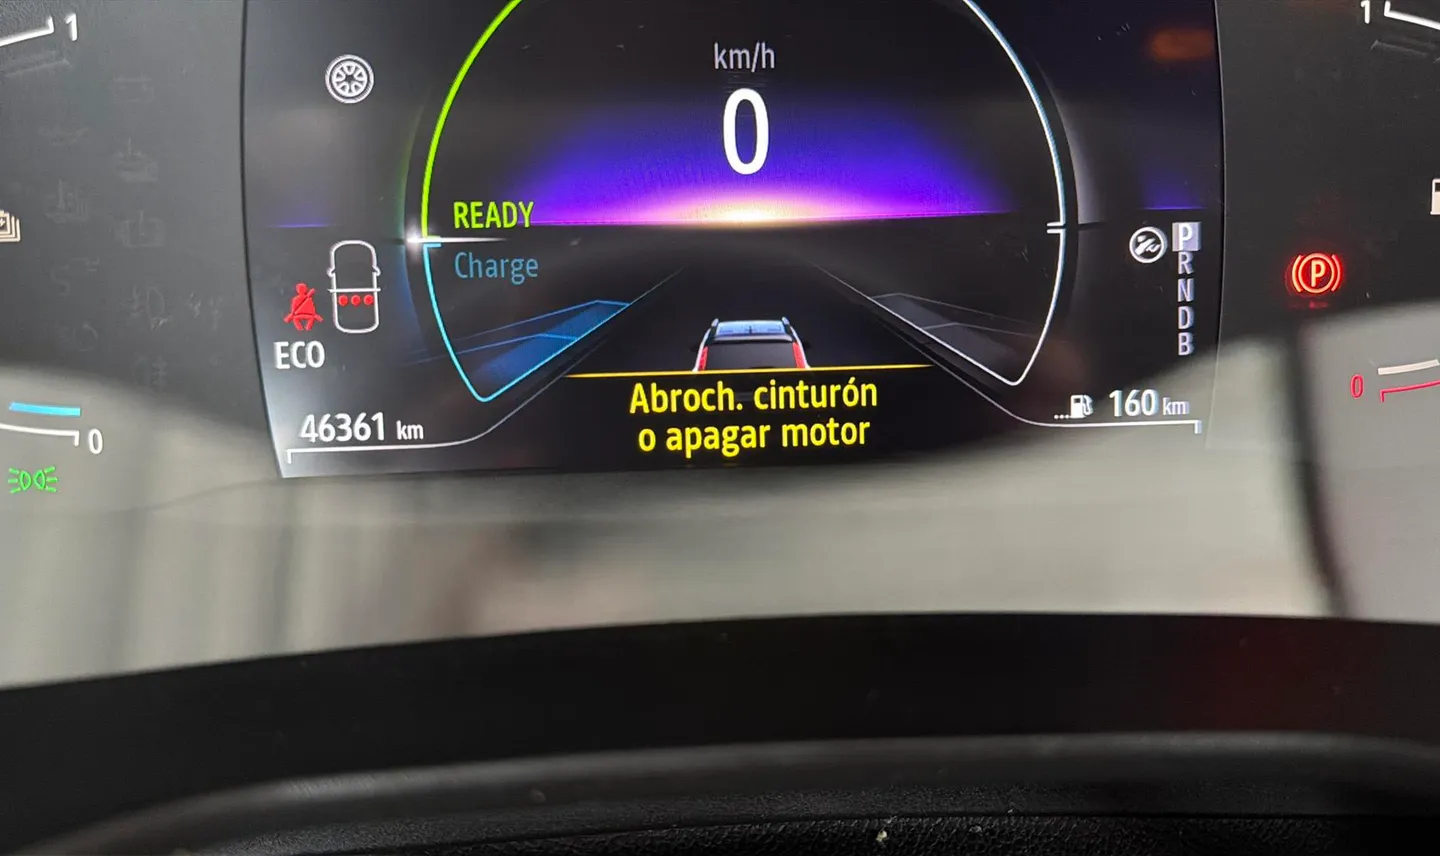 1
1
km/h
0
READY
Charge
P
R
N
D
B
P
ECO
46361 km
Abroch. cinturón
o apagar motor
160 km
0
0